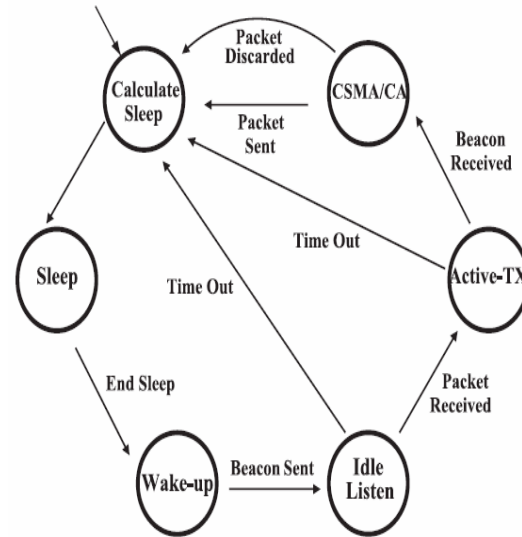 Packet
Discarded
Calculate
Sleep
CSMA/CA
Packet
Sent
Beacon
Received
Time Out
Sleep
Time Out
Active-TX
End Sleep
Packet
Received
Wake-up
Beacon Sent
Idle
Listen